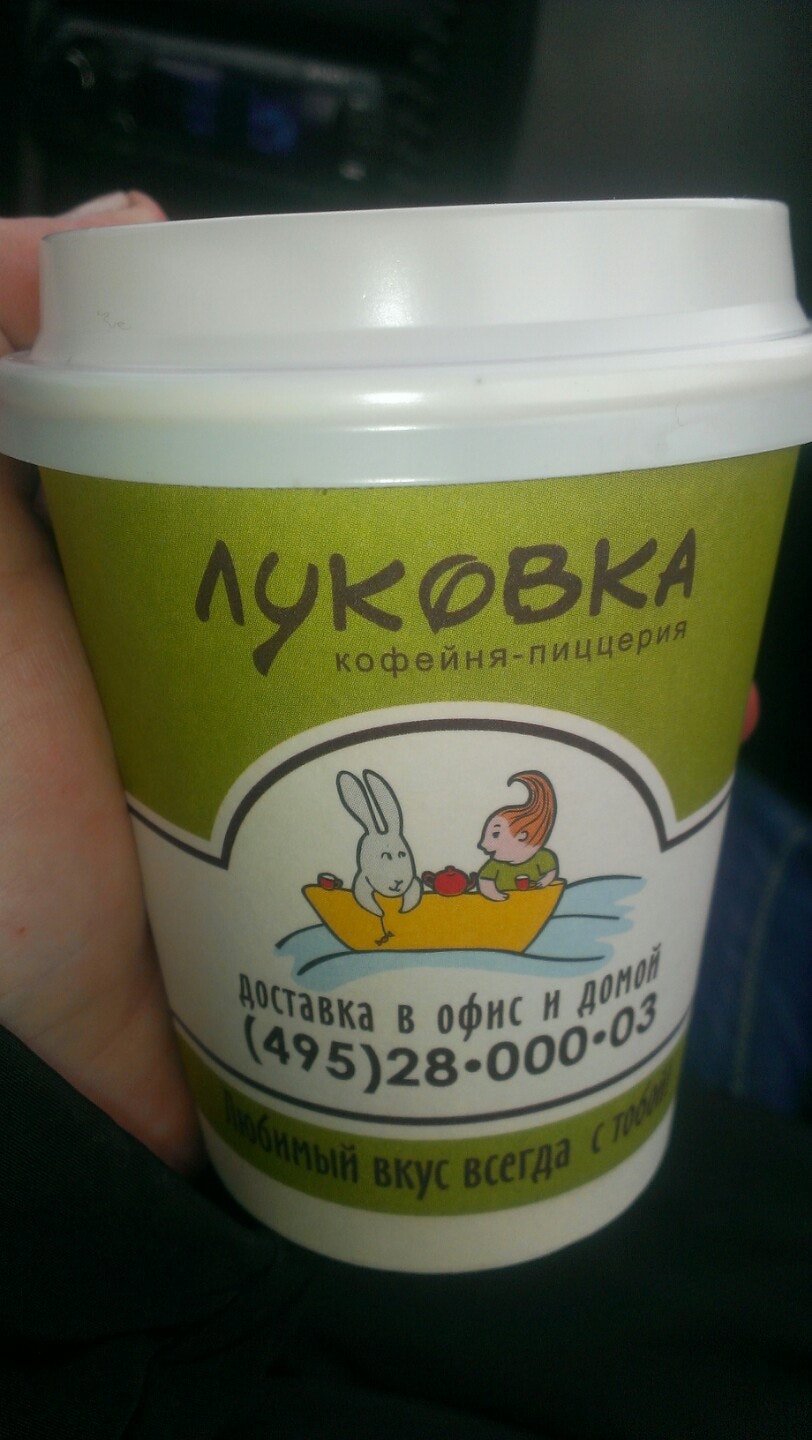 ЛУКОВКА
кофейня-пиццерия
доставка в офис и домой
(495)28•000•03
Любимый вкус всегда с тобой